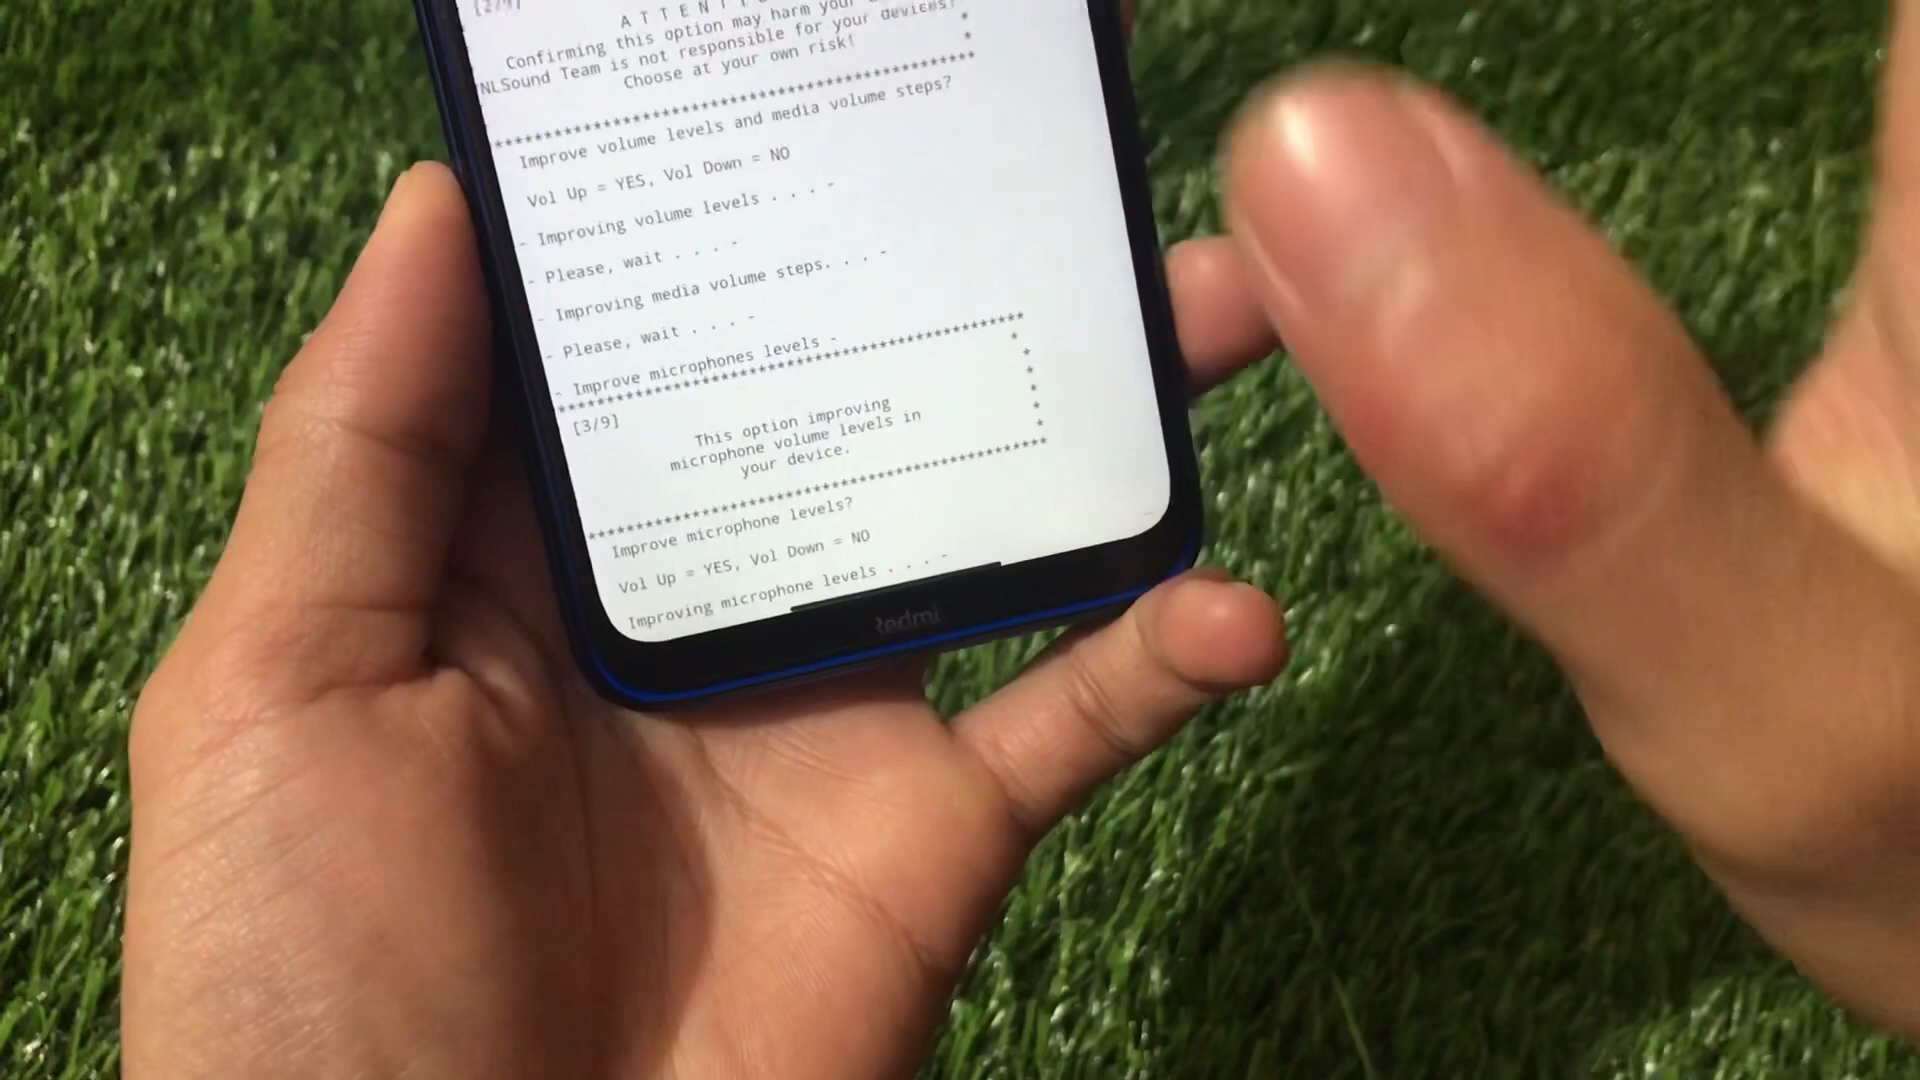 [2/9]
Confirming this option may harm your
NLSound Team is not responsible for your devices!
Choose at your own risk!
*****************************************
Improve volume levels and media volume steps?
Vol Up = YES, Vol Down = NO
- Improving volume levels . . . -
- Please, wait . . . -
- Improving media volume steps. . . -
- Please, wait . . . -
- Improve microphones levels -
*****************************************
[3/9] *
This option improving *
microphone volume levels in *
your device. *
*****************************************
Improve microphone levels?
Vol Up = YES, Vol Down = NO
Improving microphone levels . . . -
Redmi